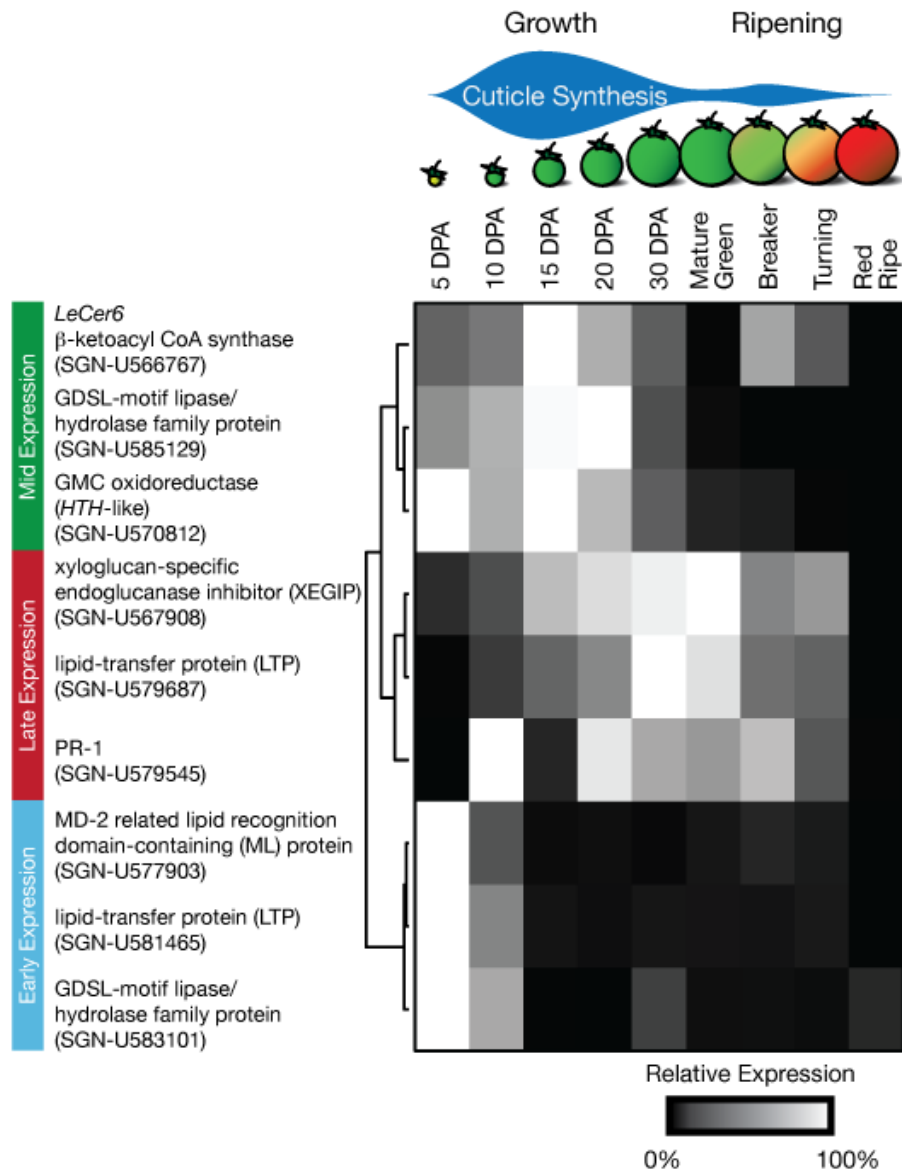 Growth
Ripening
Cuticle Synthesis
5 DPA
10 DPA
15 DPA
20 DPA
30 DPA
Mature
Green
Breaker
Turning
Red
Ripe
Mid Expression
LeCer6
β-ketoacyl CoA synthase
(SGN-U566767)
GDSL-motif lipase/
hydrolase family protein
(SGN-U585129)
GMC oxidoreductase
(HTH-like)
(SGN-U570812)
Late Expression
xyloglucan-specific
endoglucanase inhibitor (XEGIP)
(SGN-U567908)
lipid-transfer protein (LTP)
(SGN-U579687)
PR-1
(SGN-U579545)
Early Expression
MD-2 related lipid recognition
domain-containing (ML) protein
(SGN-U577903)
lipid-transfer protein (LTP)
(SGN-U581465)
GDSL-motif lipase/
hydrolase family protein
(SGN-U583101)
Relative Expression
0%
100%